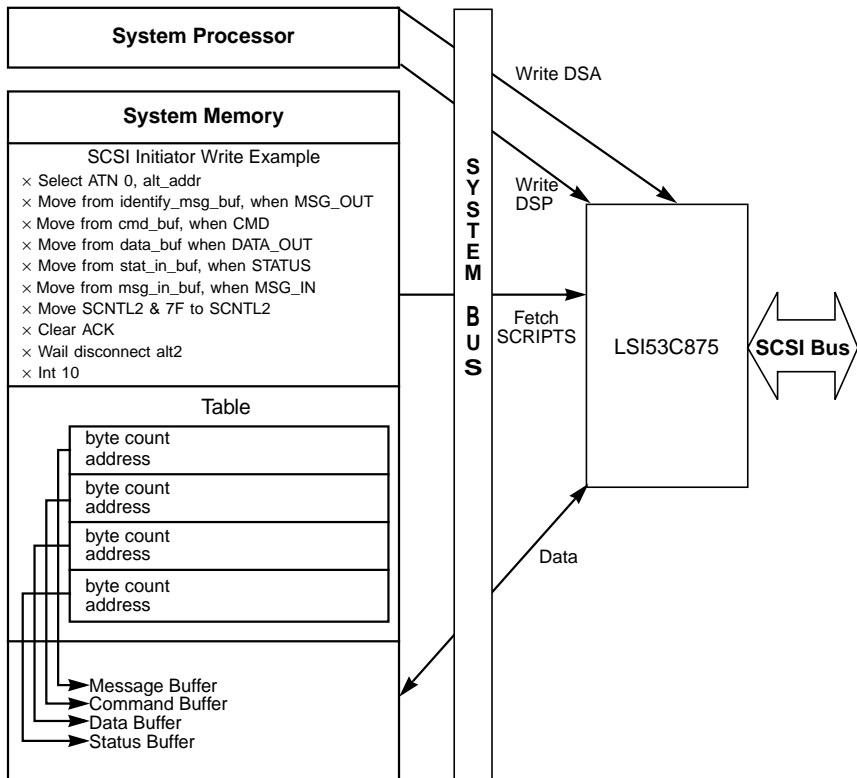 System Processor
System Memory
SCSI Initiator Write Example
× Select ATN 0, alt_addr
× Move from identify_msg_buf, when MSG_OUT
× Move from cmd_buf, when CMD
× Move from data_buf when DATA_OUT
× Move from stat_in_buf, when STATUS
× Move from msg_in_buf, when MSG_IN
× Move SCNTL2 & 7F to SCNTL2
× Clear ACK
× Wail disconnect alt2
× Int 10
Table
byte count
address
byte count
address
byte count
address
byte count
address
Message Buffer
Command Buffer
Data Buffer
Status Buffer
SYSTEM BUS
Write DSA
Write
DSP
Fetch
SCRIPTS
Data
LSI53C875
SCSI Bus